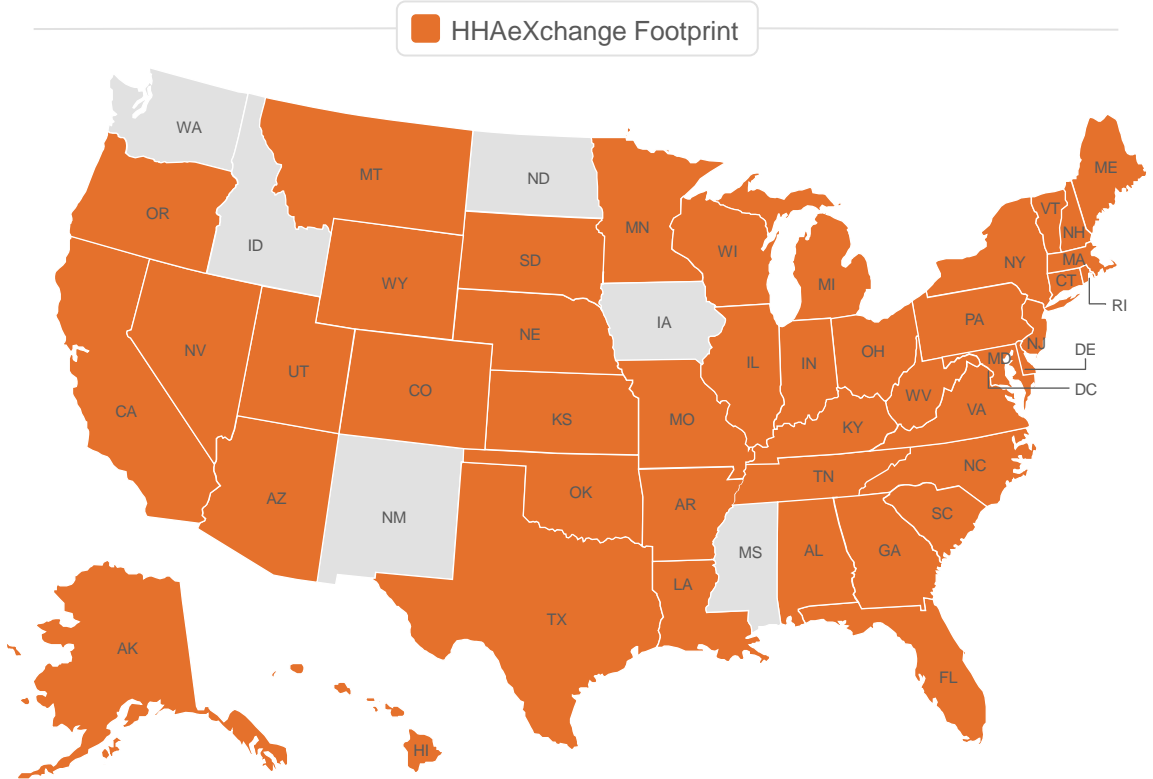 HHAeXchange Footprint
WA
MT
ND
MN
ME
OR
ID
SD
WI
MI
VT
NH
NY
MA
CT
RI
WY
NE
IA
PA
NJ
NV
UT
CO
IL
IN
OH
MD
DE
DC
CA
KS
MO
WV
VA
KY
AZ
NM
OK
AR
TN
NC
SC
MS
AL
GA
LA
TX
AK
FL
HI